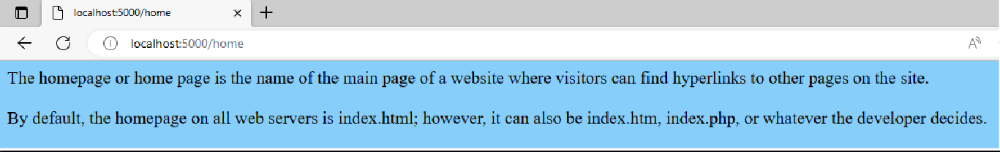 localhost:5000/home
localhost:5000/home
The homepage or home page is the name of the main page of a website where visitors can find hyperlinks to other pages on the site.
By default, the homepage on all web servers is index.html; however, it can also be index.htm, index.php, or whatever the developer decides.